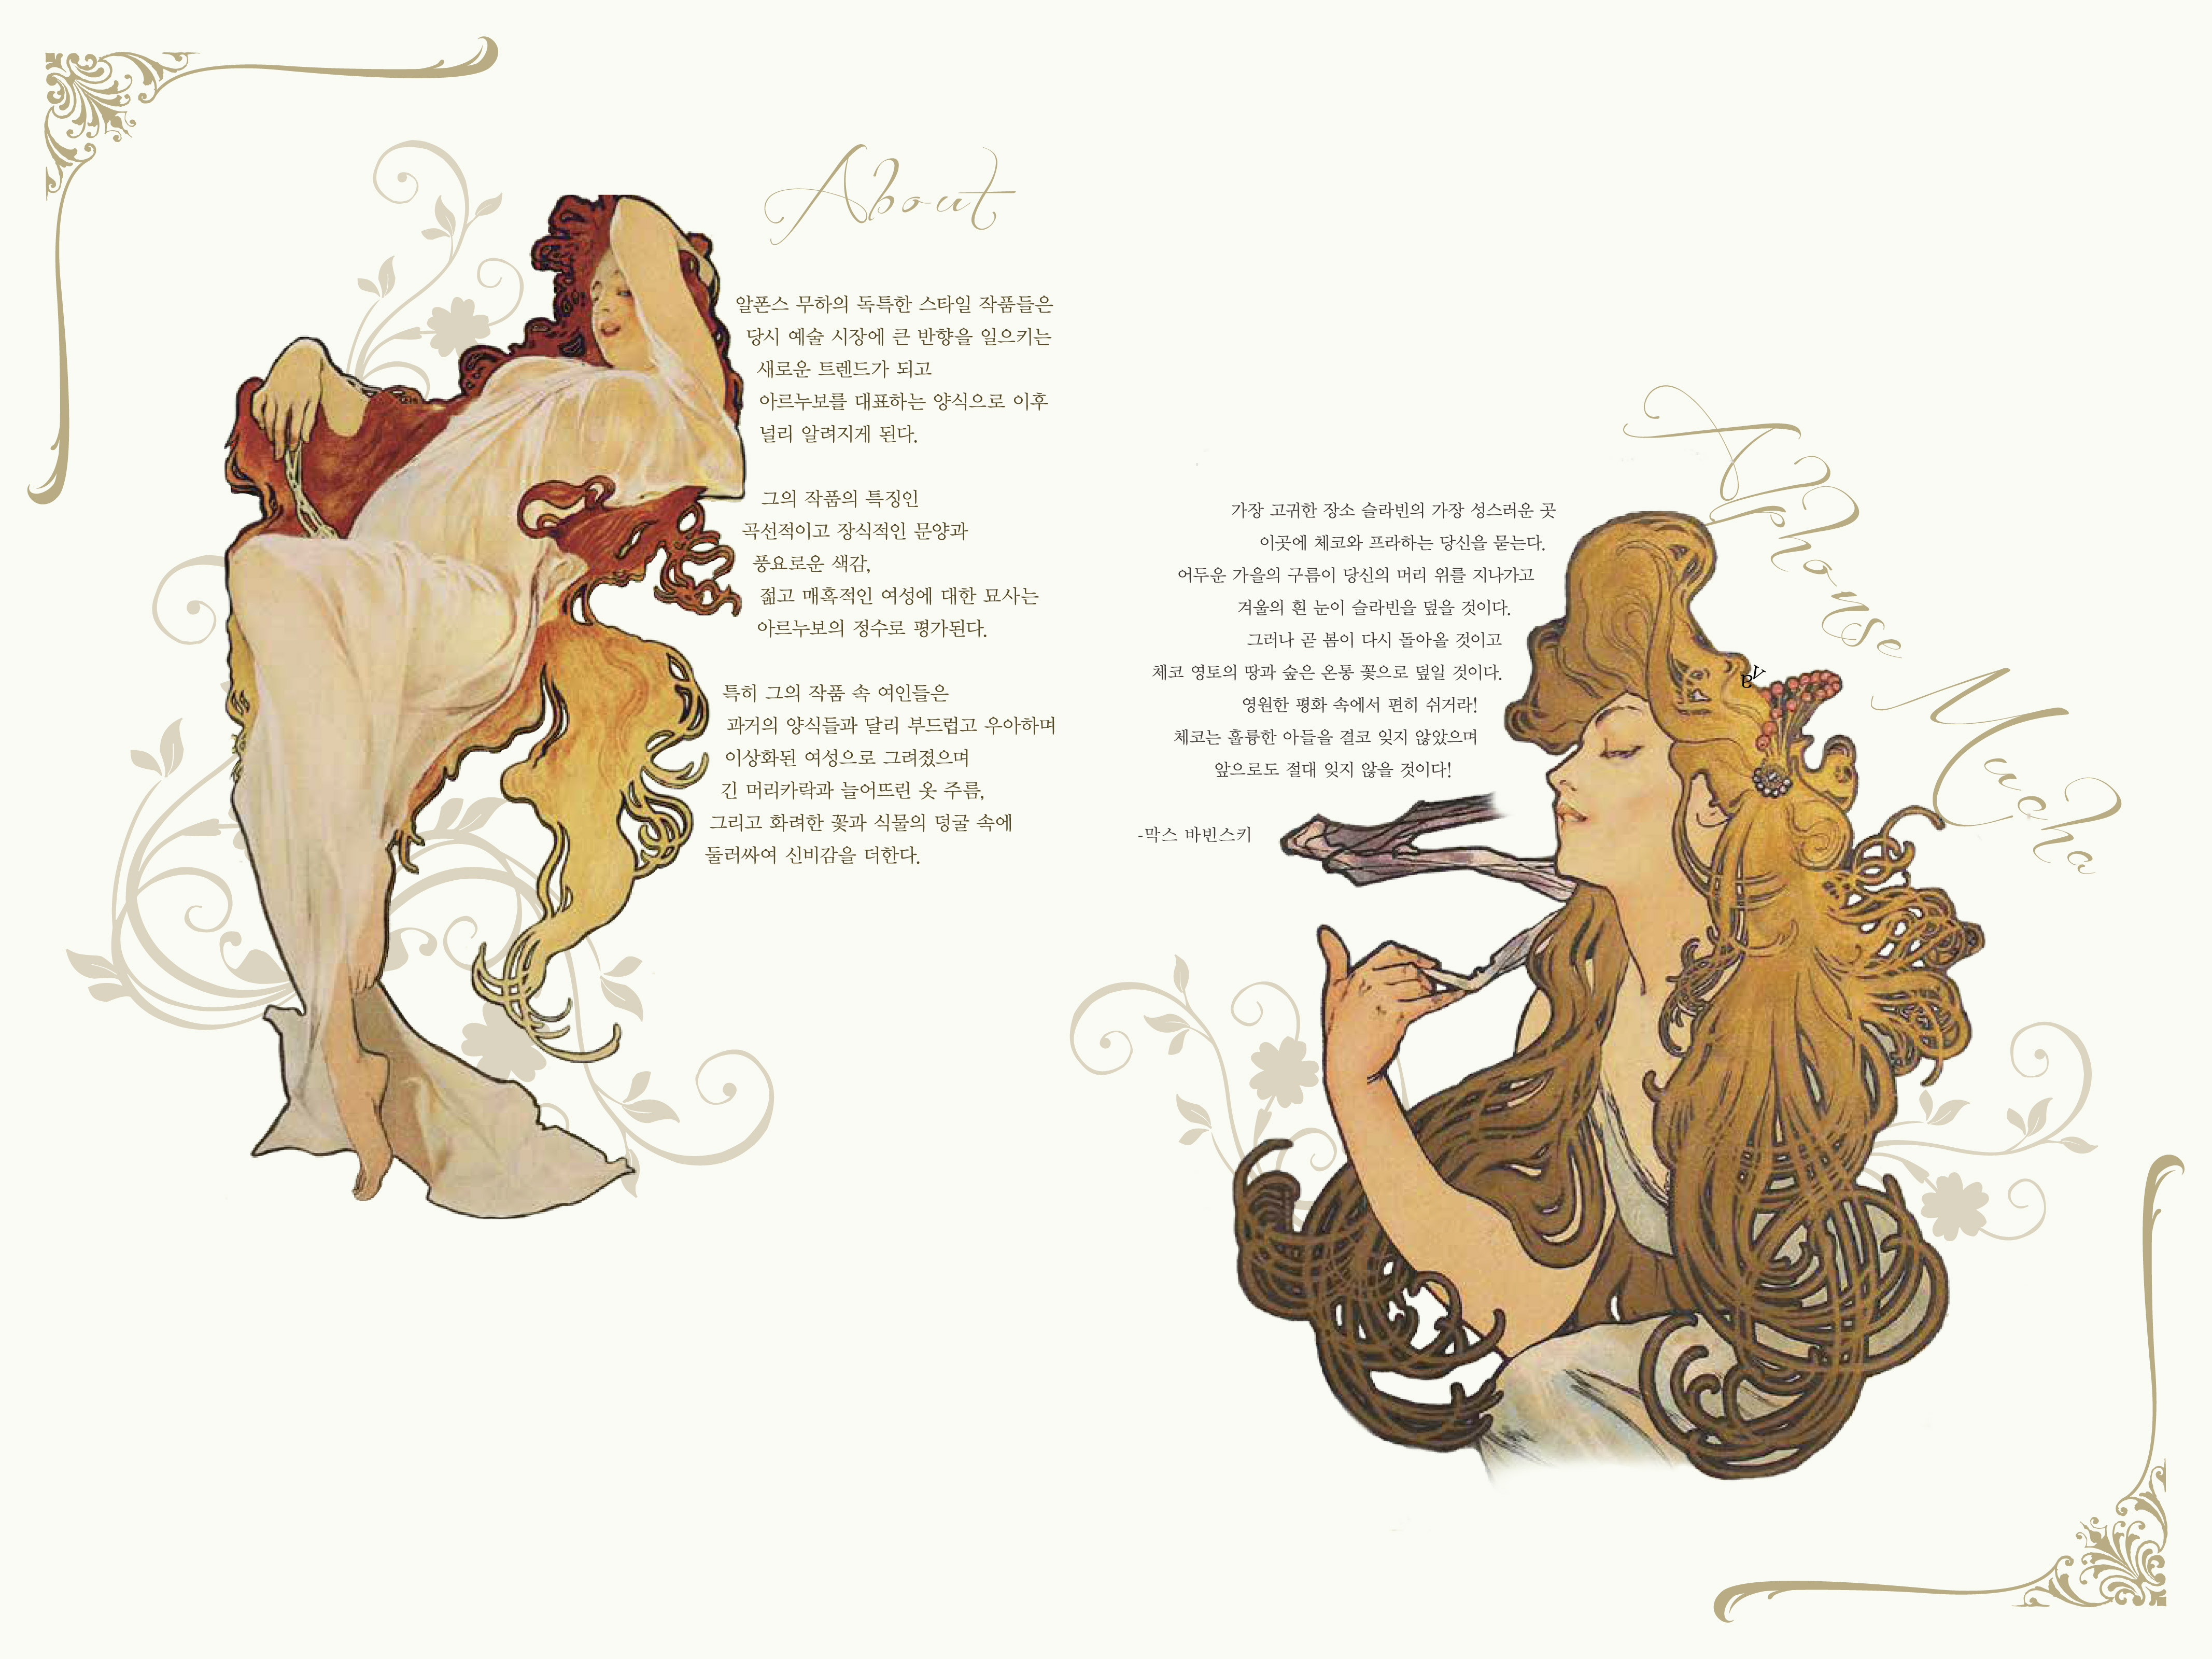 About
알폰스 무하의 독특한 스타일 작품들은
당시 예술 시장에 큰 반향을 일으키는
새로운 트렌드가 되고
아르누보를 대표하는 양식으로 이후
널리 알려지게 된다.
그의 작품의 특징인
곡선적이고 장식적인 문양과
풍요로운 색감,
젊고 매혹적인 여성에 대한 묘사는
아르누보의 정수로 평가된다.
특히 그의 작품 속 여인들은
과거의 양식들과 달리 부드럽고 우아하며
이상화된 여성으로 그려졌으며
긴 머리카락과 늘어뜨린 옷 주름,
그리고 화려한 꽃과 식물의 덩굴 속에
둘러싸여 신비감을 더한다.
Alphonse Mucha
가장 고귀한 장소 슬라빈의 가장 성스러운 곳
이곳에 체코와 프라하는 당신을 묻는다.
어두운 가을의 구름이 당신의 머리 위를 지나가고
겨울의 흰 눈이 슬라빈을 덮을 것이다.
그러나 곧 봄이 다시 돌아올 것이고
체코 영토의 땅과 숲은 온통 꽃으로 덮일 것이다.
영원한 평화 속에서 편히 쉬거라!
체코는 훌륭한 아들을 결코 잊지 않았으며
앞으로도 절대 잊지 않을 것이다!
-막스 바빈스키